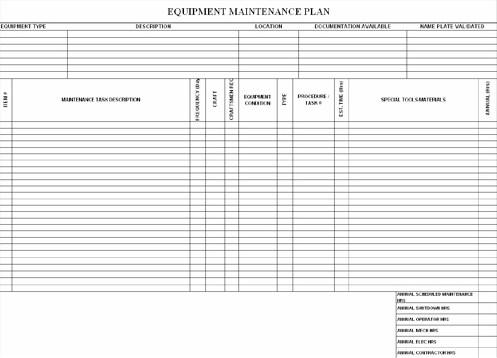 EQUIPMENT MAINTENANCE PLAN
EQUIPMENT TYPE DESCRIPTION LOCATION DOCUMENTATION AVAILABLE NAME PLATE VALIDATED
ITEM # MAINTENANCE TASK DESCRIPTION FREQUENCY (Day CRAFT CRAFTSMEN REC EQUIPMENT CONDITION TYPE PROCEDURE / TASK # EST. TIME (Hrs) SPECIAL TOOLS/MATERIALS ANNUAL (Hrs)
ANNUAL SCHEDULED MAINTENANCE
HRS
ANNUAL SHUTDOWN HRS
ANNUAL OPERATOR HRS
ANNUAL MECH HRS
ANNUAL ELEC HRS
ANNUAL CONTRACTOR HRS